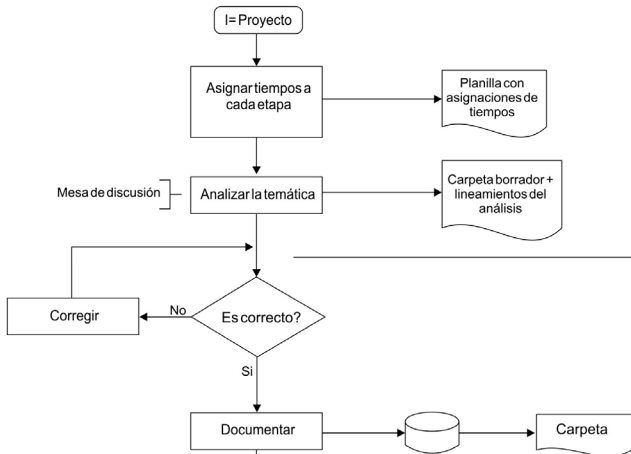 I= Proyecto
Asignar tiempos a
cada etapa
Planilla con
asignaciones de
tiempos
Mesa de discusión
Analizar la temática
Carpeta borrador +
lineamientos del
análisis
Corregir
No
Es correcto?
Si
Documentar
Carpeta